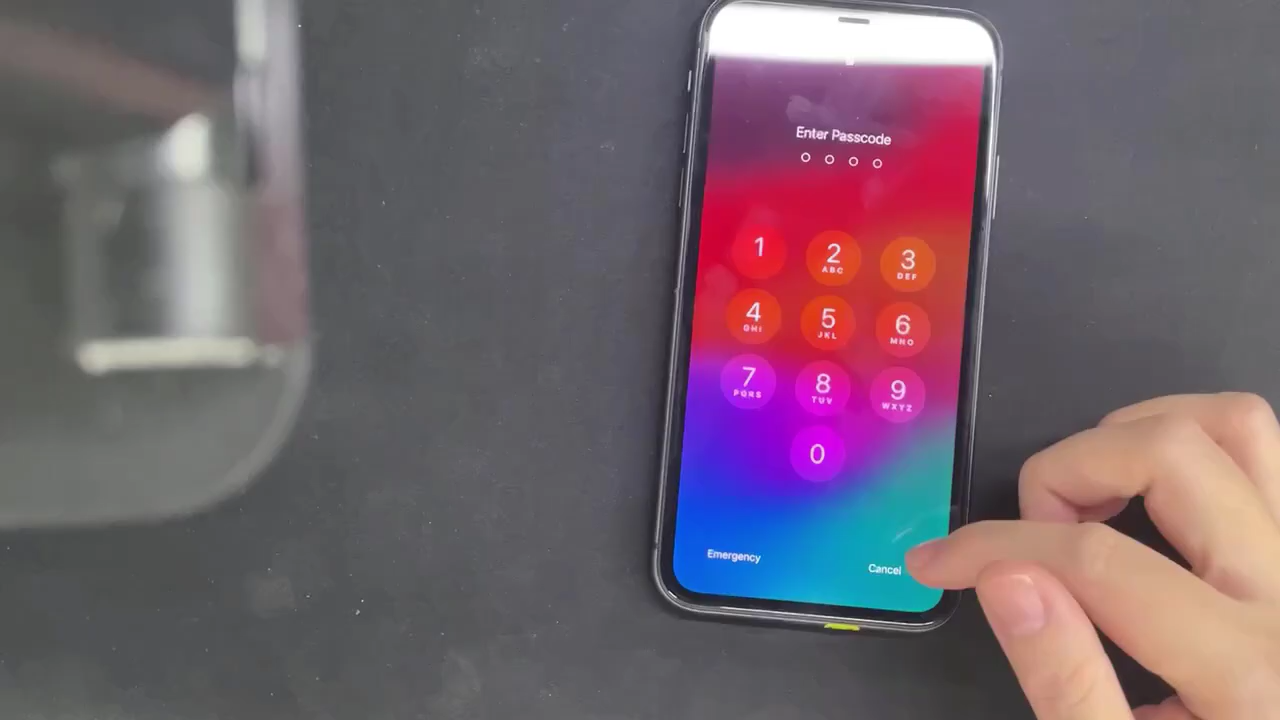 Enter Passcode
1
2
ABC
3
DEF
4
GHI
5
JKL
6
MNO
7
PQRS
8
TUV
9
WXYZ
0
Emergency
Cancel